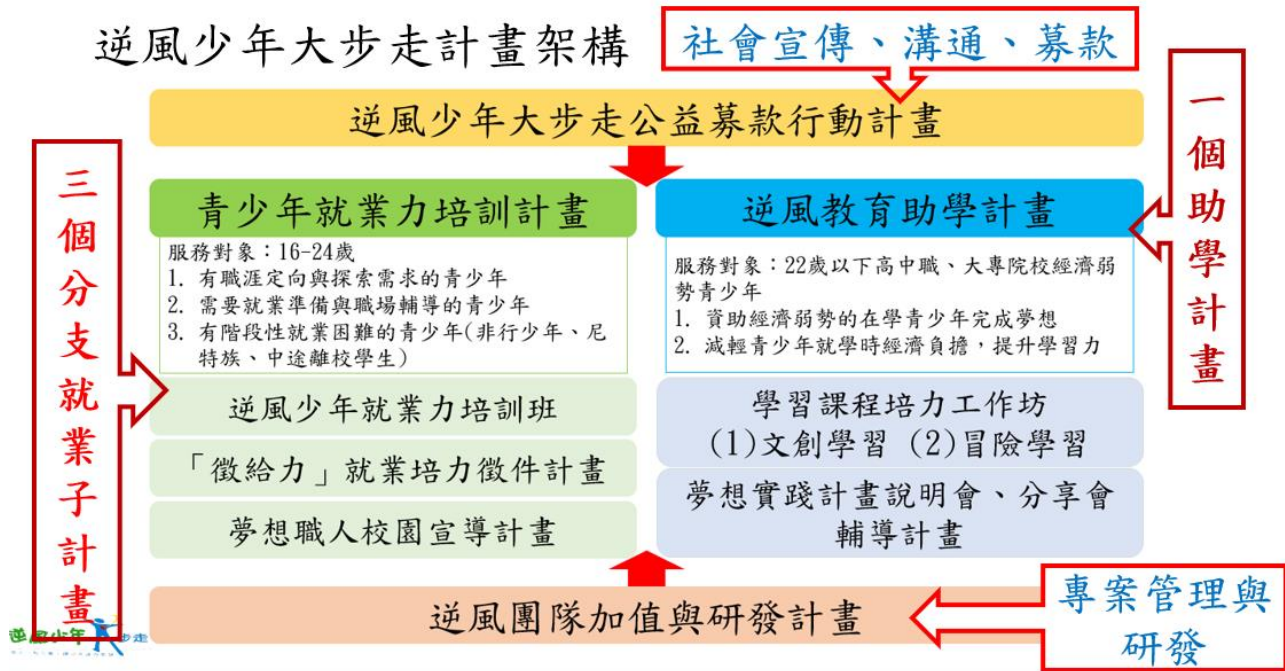 逆風少年大步走計畫架構
社會宣傳、溝通、募款
逆風少年大步走公益募款行動計畫
三個分支就業子計畫
一個助學計畫
青少年就業力培訓計畫
服務對象：16-24歲
1. 有職涯定向與探索需求的青少年
2. 需要就業準備與職場輔導的青少年
3. 有階段性就業困難的青少年(非行少年、尼
特族、中途離校學生)
逆風少年就業力培訓班
「徵給力」就業培力徵件計畫
夢想職人校園宣導計畫
逆風教育助學計畫
服務對象：22歲以下高中職、大專院校經濟弱
勢青少年
1. 資助經濟弱勢的在學青少年完成夢想
2. 減輕青少年就學時經濟負擔，提升學習力
學習課程培力工作坊
(1)文創學習 (2)冒險學習
夢想實踐計畫說明會、分享會
輔導計畫
逆風團隊加值與研發計畫
專案管理與
研發
逆風少年 步走